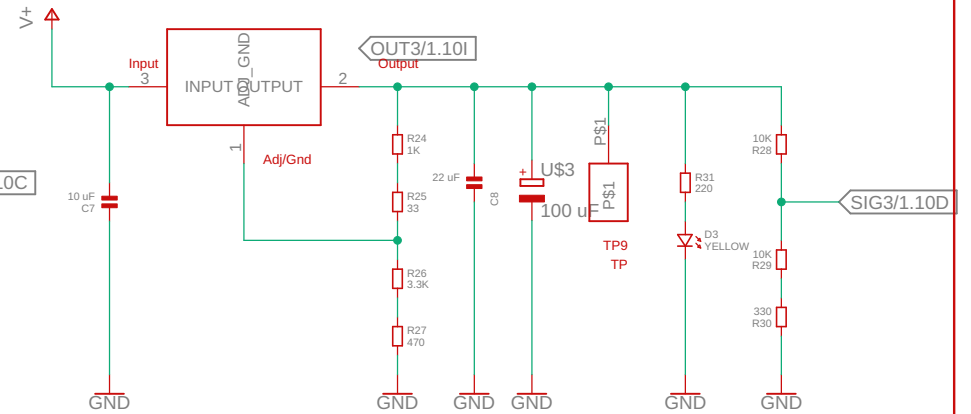 V+
OUT3/1.10I
Input
Output
3
INPUT OUTPUT
ADJ_GND
2
1
Adj/Gnd
10C
10 uF
C7
R24
1K
R25
33
22 uF
C8
+
U$3
100 uF
P$1
P$1
TP9
TP
R31
220
D3
YELLOW
10K
R28
SIG3/1.10D
10K
R29
330
R30
R26
3.3K
R27
470
GND
GND
GND
GND
GND
GND